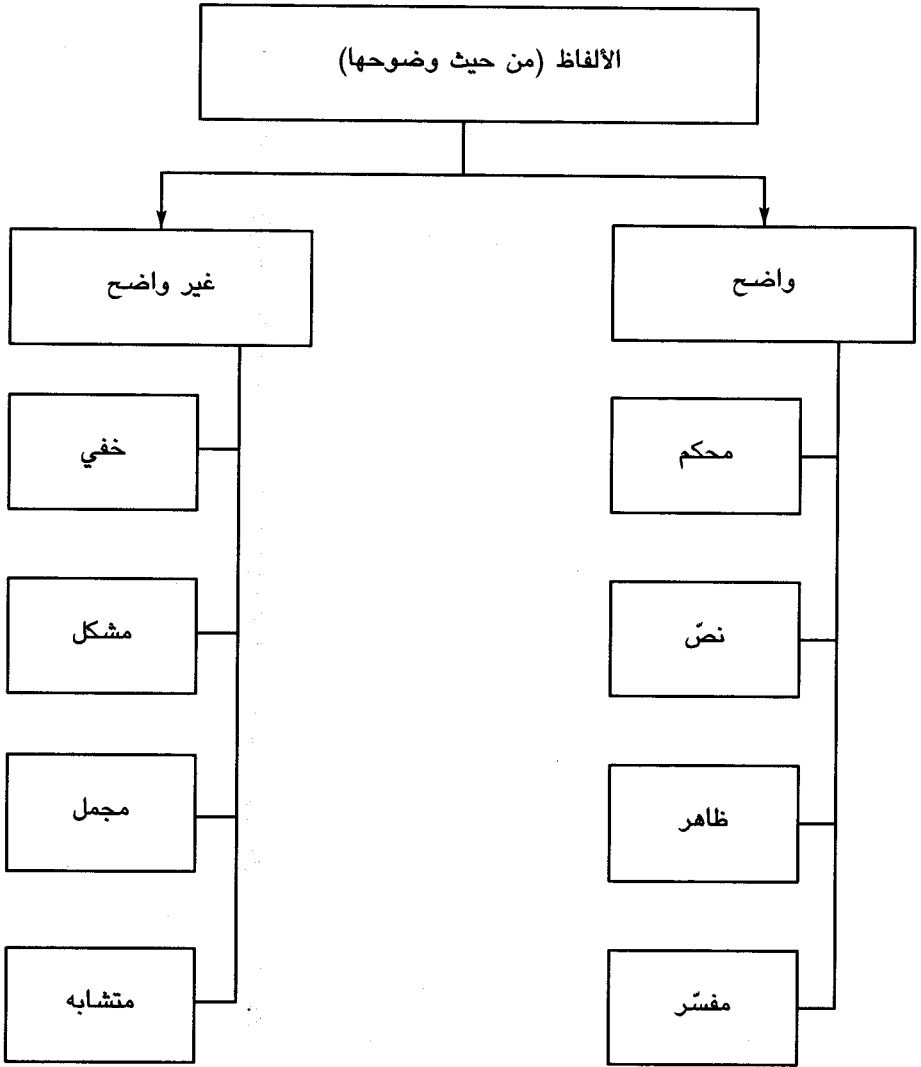 الألفاظ (من حيث وضوحها)
واضح
محكم
نصّ
ظاهر
مفسّر
غير واضح
خفي
مشكل
مجمل
متشابه